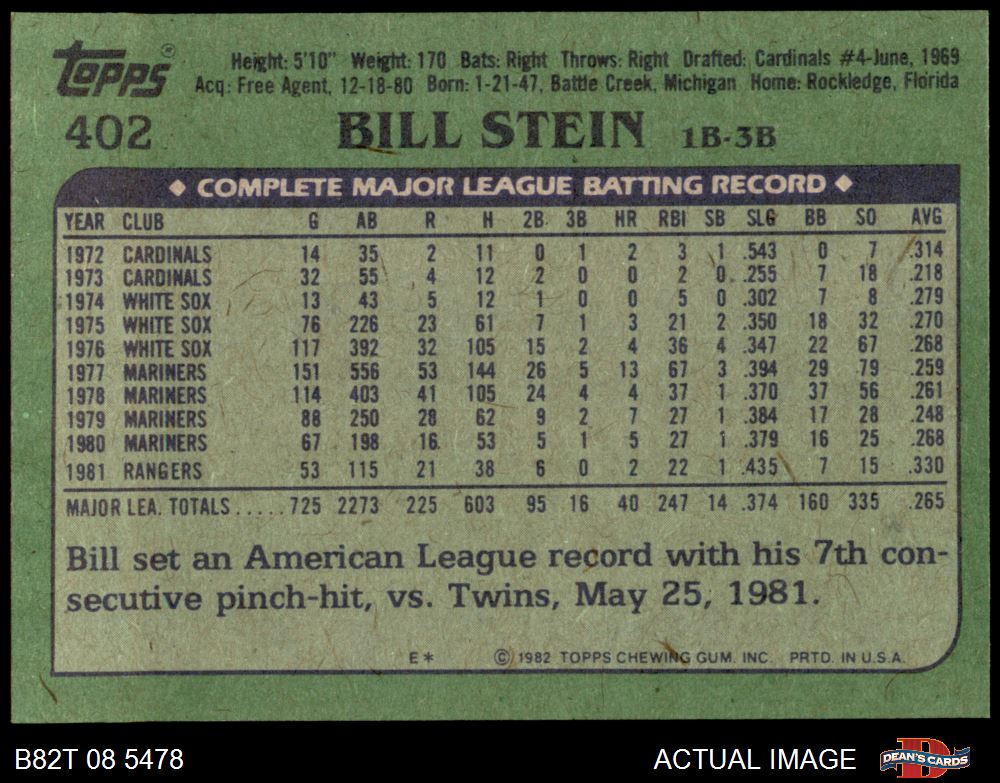 Topps®
Height: 5'10" Weight: 170 Bats: Right Throws: Right Drafted: Cardinals #4-June, 1969
Acq: Free Agent, 12-18-80 Born: 1-21-47, Battle Creek, Michigan Home: Rockledge, Florida
402 BILL STEIN 1B-3B
◆ COMPLETE MAJOR LEAGUE BATTING RECORD ◆
YEAR CLUB G AB R H 2B 3B HR RBI SB SLG BB SO AVG
1972 CARDINALS 14 35 2 11 0 1 2 3 1 .543 0 7 .314
1973 CARDINALS 32 55 4 12 2 0 0 2 0 .255 7 18 .218
1974 WHITE SOX 13 43 5 12 1 0 0 5 0 .302 7 8 .279
1975 WHITE SOX 76 226 23 61 7 1 3 21 2 .350 18 32 .270
1976 WHITE SOX 117 392 32 105 15 2 4 36 4 .347 22 67 .268
1977 MARINERS 151 556 53 144 26 5 13 67 3 .394 29 79 .259
1978 MARINERS 114 403 41 105 24 4 4 37 1 .370 37 56 .261
1979 MARINERS 88 250 28 62 9 2 7 27 1 .384 17 28 .248
1980 MARINERS 67 198 16 53 5 1 5 27 1 .379 16 25 .268
1981 RANGERS 53 115 21 38 6 0 2 22 1 .435 7 15 .330
MAJOR LEA. TOTALS.....725 2273 225 603 95 16 40 247 14 .374 160 335 .265
Bill set an American League record with his 7th con-
secutive pinch-hit, vs. Twins, May 25, 1981.
E* © 1982 TOPPS CHEWING GUM. INC. PRTD. IN U.S.A.
B82T 08 5478 ACTUAL IMAGE DEAN'S CARDS